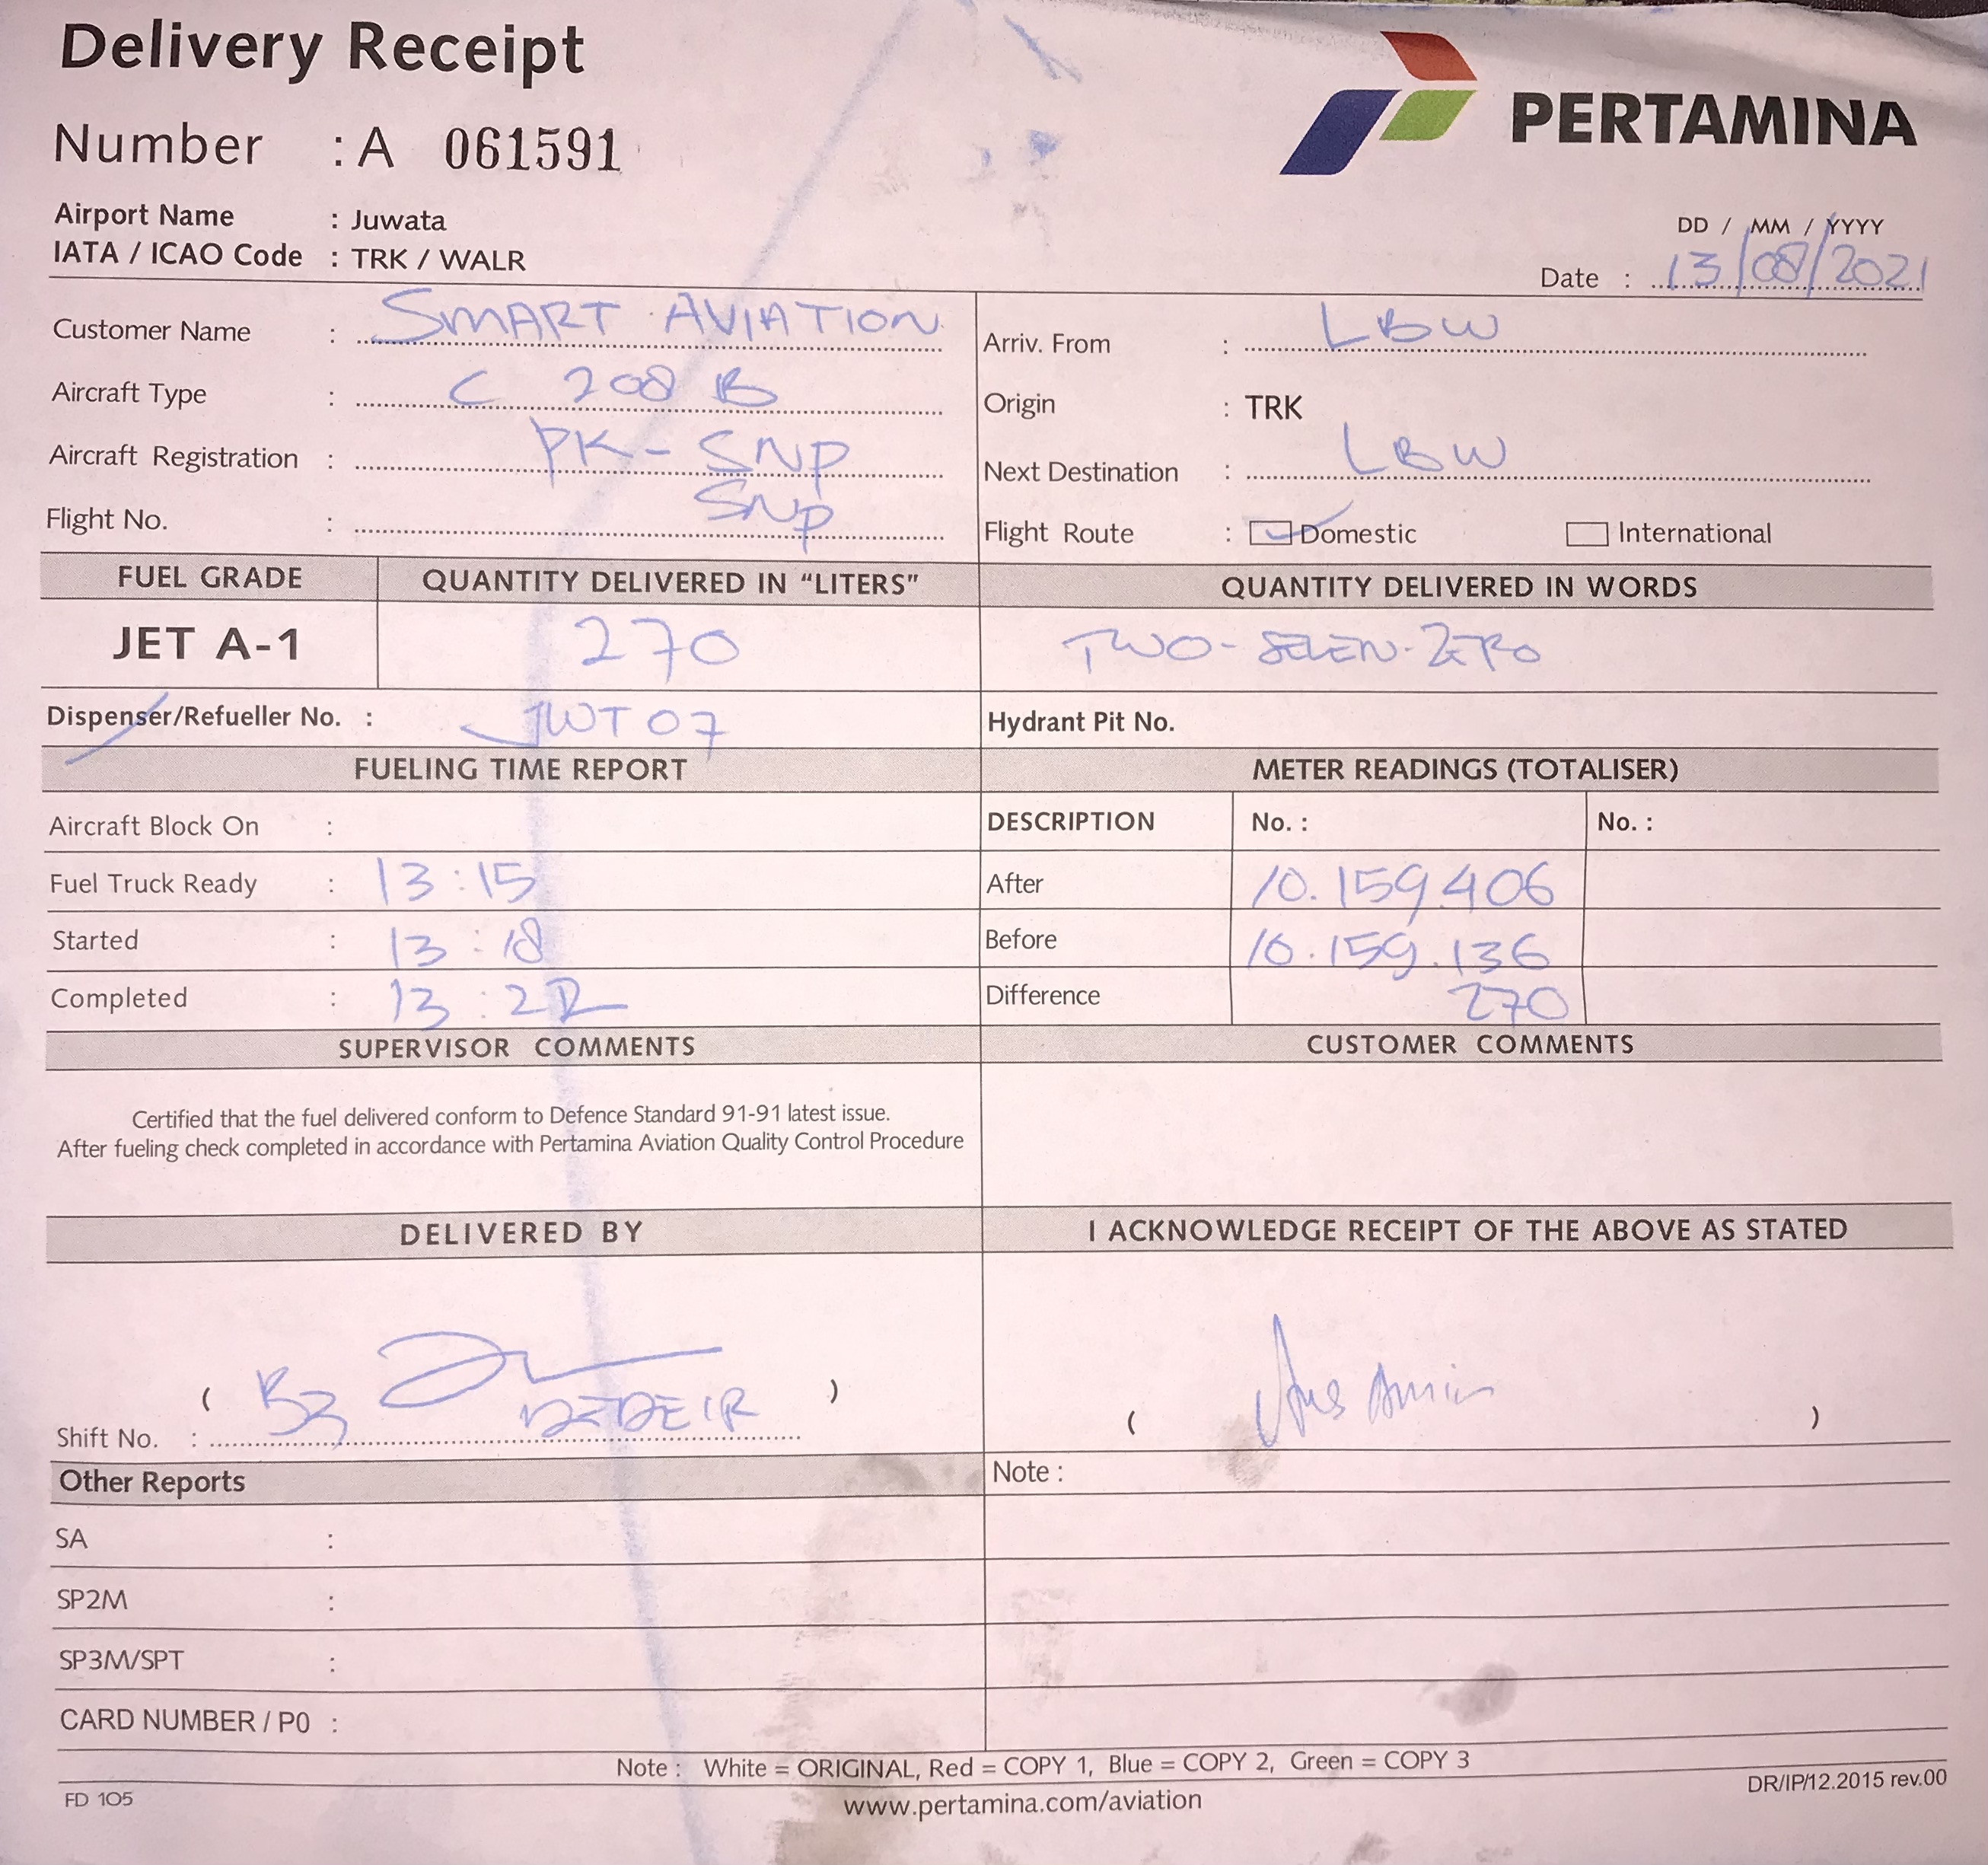 Delivery Receipt
PERTAMINA
Number : A 061591
Airport Name : Juwata
IATA / ICAO Code : TRK / WALR
DD / MM / YYYY
Date : 13/08/2021
Customer Name : SMART AVIATION
Arriv. From : LBW
Aircraft Type : C 208 B
Origin : TRK
Aircraft Registration : PK-SNP
Next Destination : LBW
Flight No. : SNP
Flight Route : Domestic International
FUEL GRADE QUANTITY DELIVERED IN “LITERS” QUANTITY DELIVERED IN WORDS
JET A-1 270 TWO-SEVEN-ZERO
Dispenser/Refueller No. : JWT 07 Hydrant Pit No.
FUELING TIME REPORT METER READINGS (TOTALISER)
Aircraft Block On : DESCRIPTION No. : No. :
Fuel Truck Ready : 13:15 After 10.159.406
Started : 13:18 Before 10.159.136
Completed : 13:22 Difference 270
SUPERVISOR COMMENTS CUSTOMER COMMENTS
Certified that the fuel delivered conform to Defence Standard 91-91 latest issue.
After fueling check completed in accordance with Pertamina Aviation Quality Control Procedure
DELIVERED BY I ACKNOWLEDGE RECEIPT OF THE ABOVE AS STATED
( )
( )
Shift No. :
Other Reports Note :
SA :
SP2M :
SP3M/SPT :
CARD NUMBER / P0 :
Note : White = ORIGINAL, Red = COPY 1, Blue = COPY 2, Green = COPY 3
FD 105 www.pertamina.com/aviation DR/IP/12.2015 rev.00